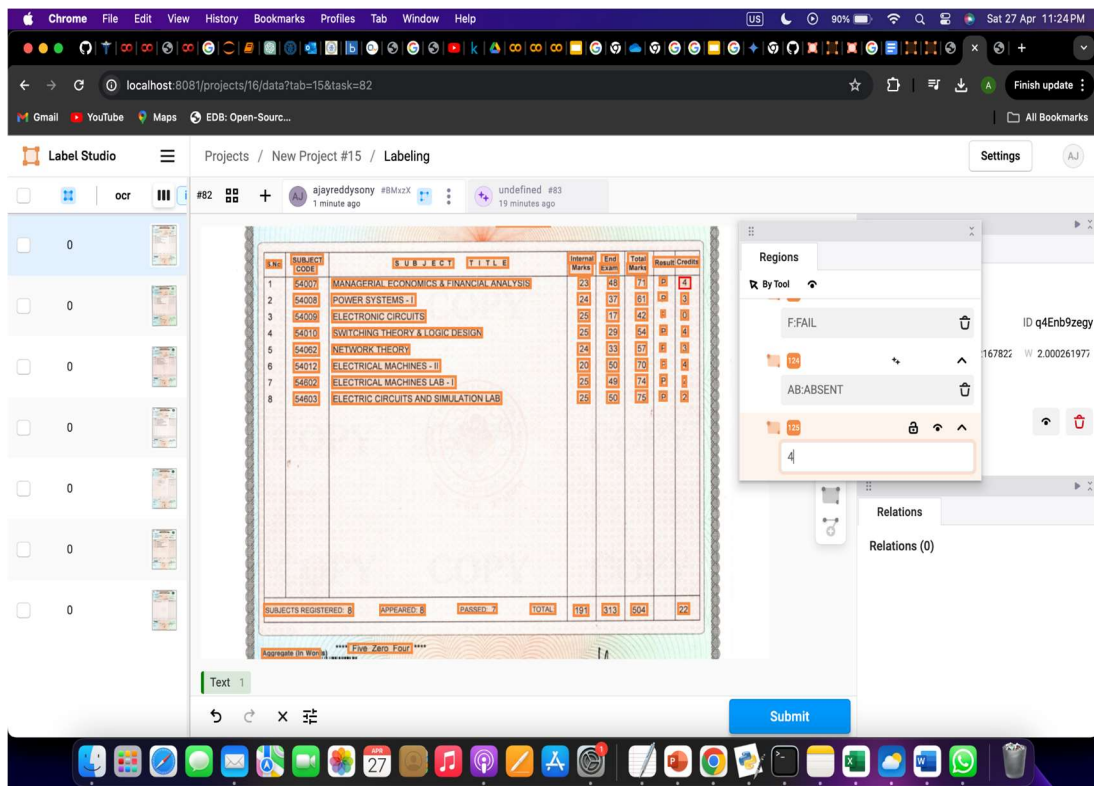 Chrome File Edit View History Bookmarks Profiles Tab Window Help US 90% Sat 27 Apr 11:24 PM
localhost:8081/projects/16/data?tab=15&task=82 A Finish update
Gmail YouTube Maps EDB: Open-Sourc... All Bookmarks
Label Studio Projects / New Project #15 / Labeling Settings AJ
ocr #82 AJ ajayreddysony #BMxzX undefined #83
1 minute ago 19 minutes ago
0
0
0
0
0
0
0
S.No SUBJECT CODE SUBJECT TITLE Internal Marks End Exam Total Marks Result Credits
1 54007 MANAGERIAL ECONOMICS & FINANCIAL ANALYSIS 23 48 71 P 4
2 54008 POWER SYSTEMS - I 24 37 61 P 3
3 54009 ELECTRONIC CIRCUITS 25 17 42 F 0
4 54010 SWITCHING THEORY & LOGIC DESIGN 25 29 54 P 4
5 54062 NETWORK THEORY 24 33 57 3
6 54012 ELECTRICAL MACHINES - II 20 50 70 4
7 54602 ELECTRICAL MACHINES LAB - I 25 49 74 P
8 54603 ELECTRIC CIRCUITS AND SIMULATION LAB 25 50 75 P 2
SUBJECTS REGISTERED: 8 APPEARED: 8 PASSED: 7 TOTAL 191 313 504 22
Aggregate (In Words) **** Five Zero Four ****
Regions
By Tool
F:FAIL
124
AB:ABSENT
125
4
ID q4Enb9zegy
167822 W 2.000261977
Relations
Relations (0)
Text 1
Submit
APR
27